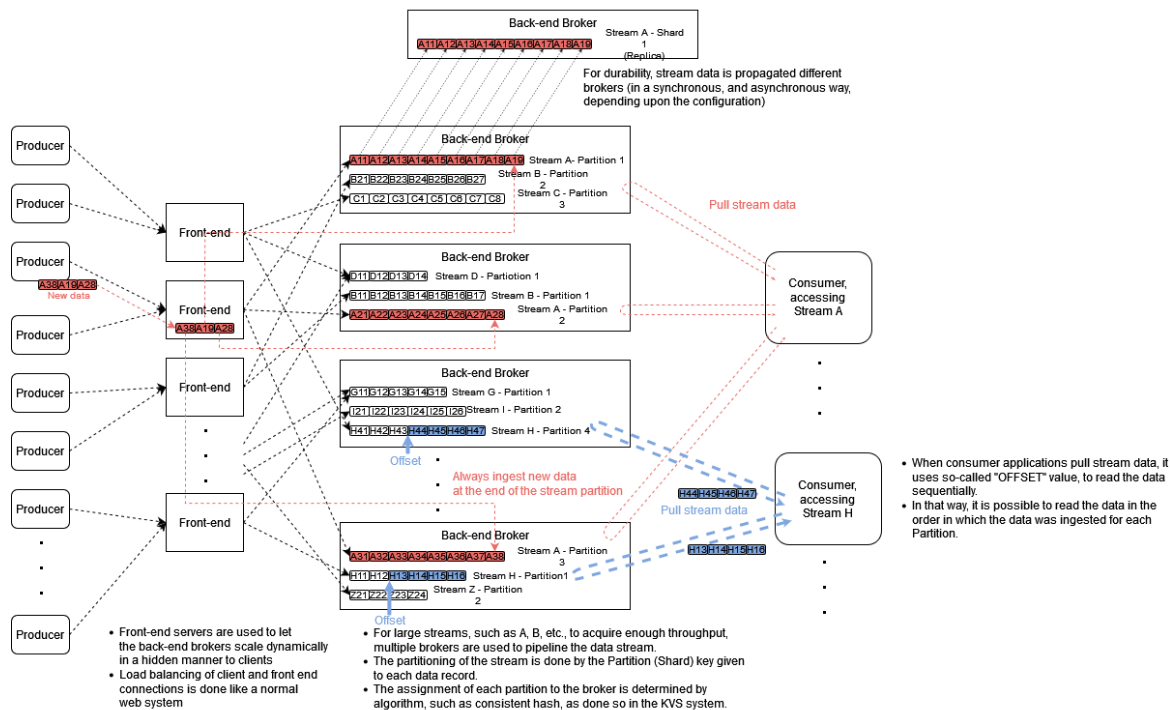 Back-end Broker
Stream A - Shard
1
(Replica)
A11 A12 A13 A14 A15 A16 A17 A18 A19
For durability, stream data is propagated different
brokers (in a synchronous, and asynchronous way,
depending upon the configuration)
Producer
Producer
Producer
A38 A19 A28
New data
Producer
Producer
Producer
Producer
Producer
Front-end
Front-end
A38 A19 A28
Front-end
Front-end
Back-end Broker
A11 A12 A13 A14 A15 A16 A17 A18 A19 Stream A- Partition 1
B21 B22 B23 B24 B25 B26 B27 Stream B - Partition
2
C1 C2 C3 C4 C5 C6 C7 C8 Stream C - Partition
3
Back-end Broker
D11 D12 D13 D14 Stream D - Partiotion 1
B11 B12 B13 B14 B15 B16 B17 Stream B - Partition 1
A21 A22 A23 A24 A25 A26 A27 A28 Stream A - Partition
2
Back-end Broker
G11 G12 G13 G14 G15 Stream G - Partition 1
I21 I22 I23 I24 I25 I26 Stream I - Partition 2
H41 H42 H43 H44 H45 H46 H47 Stream H - Partition 4
Offset
Always ingest new data
at the end of the stream partition
Back-end Broker
A31 A32 A33 A34 A35 A36 A37 A38 Stream A - Partition
3
H11 H12 H13 H14 H15 H16 Stream H - Partition1
Z21 Z22 Z23 Z24 Stream Z - Partition
2
Offset
Pull stream data
Consumer,
accessing
Stream A
H44 H45 H46 H47
Pull stream data
H13 H14 H15 H16
Consumer,
accessing
Stream H
• When consumer applications pull stream data, it
uses so-called "OFFSET" value, to read the data
sequentially.
• In that way, it is possible to read the data in the
order in which the data was ingested for each
Partition.
• Front-end servers are used to let
the back-end brokers scale dynamically
in a hidden manner to clients
• Load balancing of client and front end
connections is done like a normal
web system
• For large streams, such as A, B, etc., to acquire enough throughput,
multiple brokers are used to pipeline the data stream.
• The partitioning of the stream is done by the Partition (Shard) key given
to each data record.
• The assignment of each partition to the broker is determined by
algorithm, such as consistent hash, as done so in the KVS system.